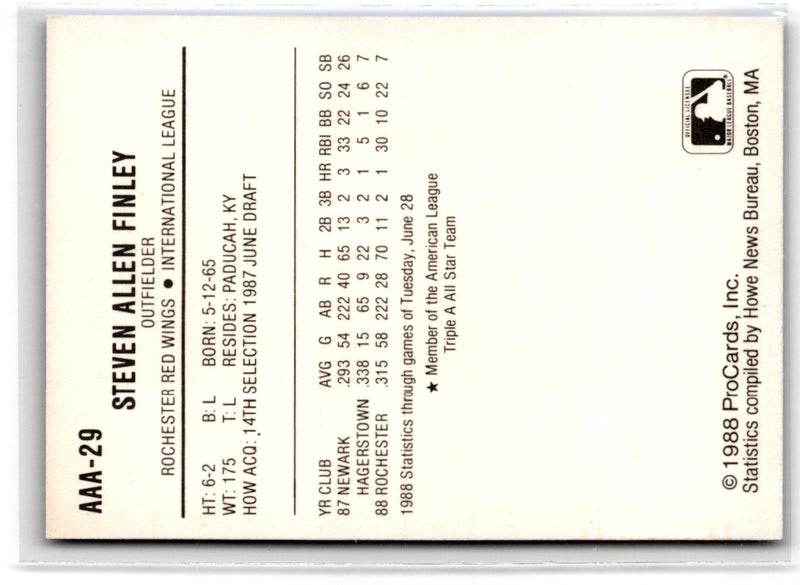 AAA-29
STEVEN ALLEN FINLEY
OUTFIELDER
ROCHESTER RED WINGS ● INTERNATIONAL LEAGUE
HT: 6-2 B: L BORN: 5-12-65
WT: 175 T: L RESIDES: PADUCAH, KY
HOW ACQ: 14TH SELECTION 1987 JUNE DRAFT
YR CLUB AVG G AB R H 2B 3B HR RBI BB SO SB
87 NEWARK .293 54 222 40 65 13 2 3 33 22 24 26
HAGERSTOWN .338 15 65 9 22 3 2 1 5 1 6 7
88 ROCHESTER .315 58 222 28 70 11 2 1 30 10 22 7
1988 Statistics through games of Tuesday, June 28
★ Member of the American League
Triple A All Star Team
OFFICIAL LICENSEE
MAJOR LEAGUE BASEBALL
© 1988 ProCards, Inc.
Statistics compiled by Howe News Bureau, Boston, MA